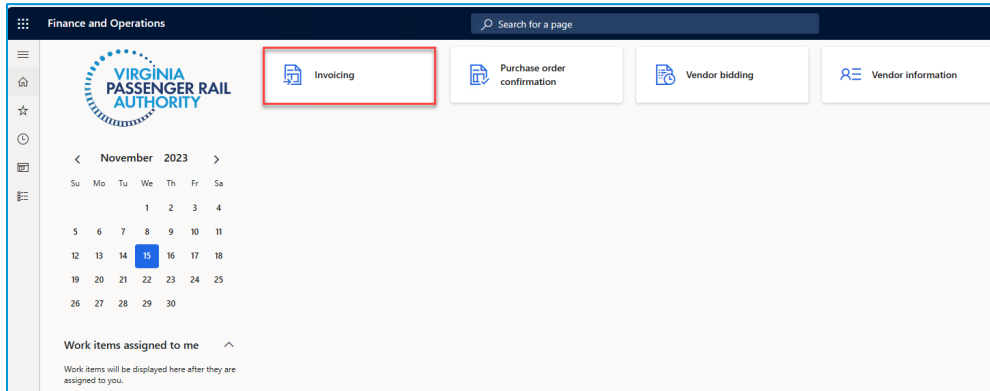 Finance and Operations
Search for a page
VIRGINIA
PASSENGER RAIL
AUTHORITY
Invoicing
Purchase order
confirmation
Vendor bidding
Vendor information
November 2023
Su Mo Tu We Th Fr Sa
1 2 3 4
5 6 7 8 9 10 11
12 13 14 15 16 17 18
19 20 21 22 23 24 25
26 27 28 29 30
Work items assigned to me
Work items will be displayed here after they are
assigned to you.